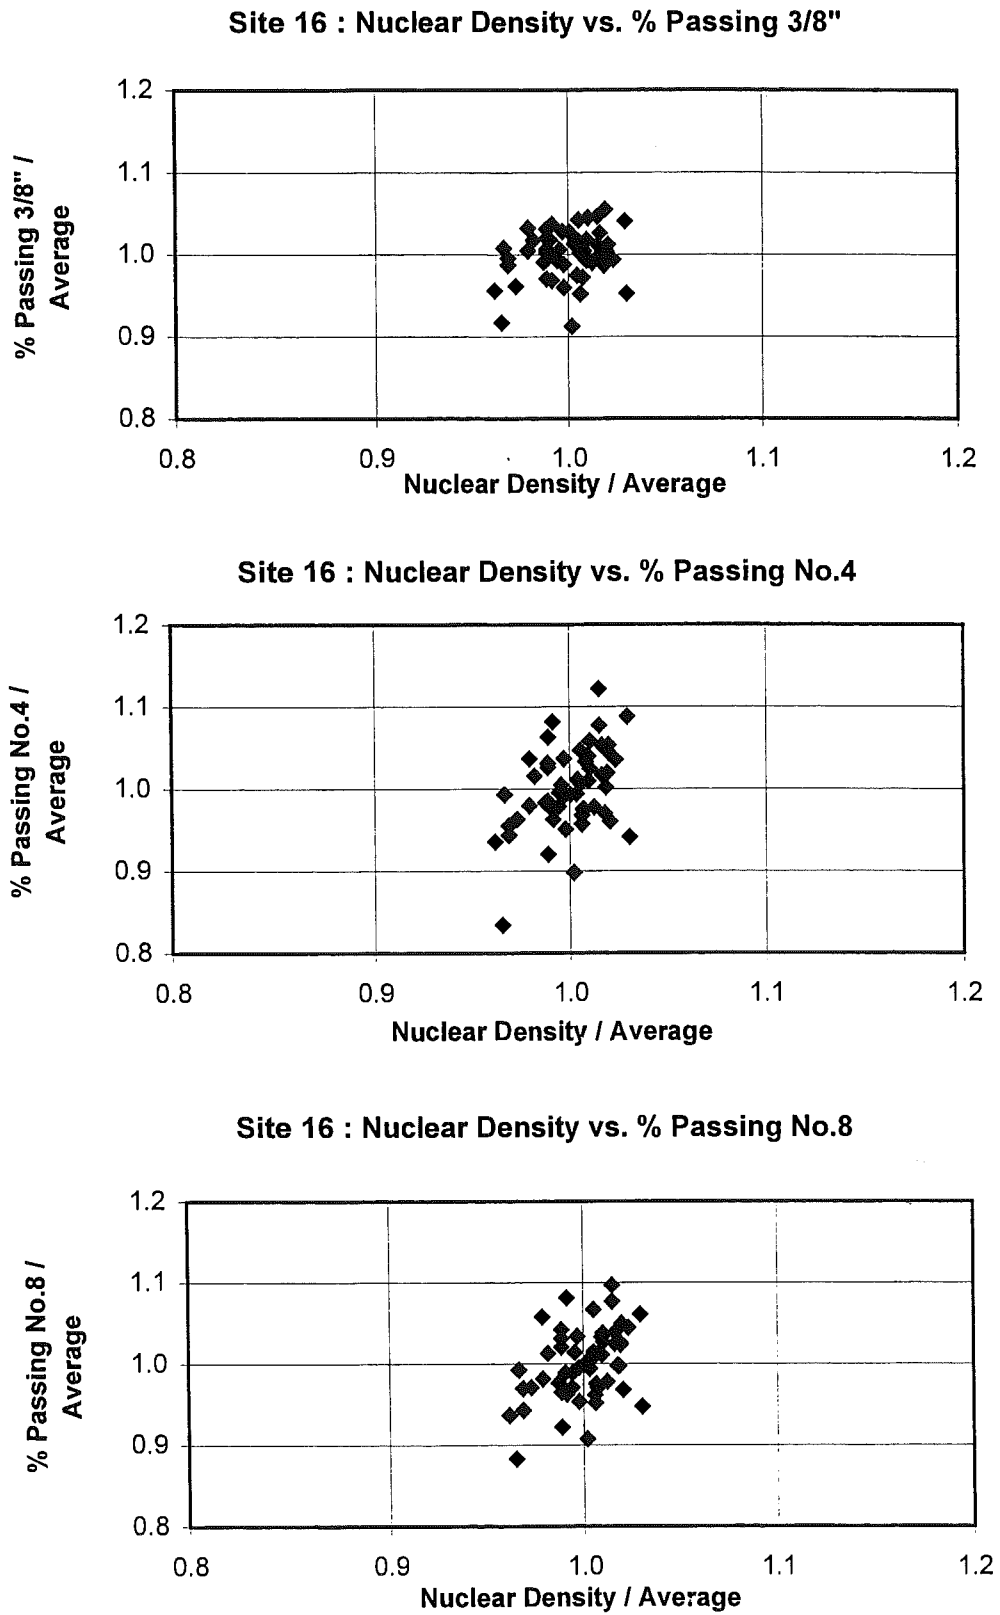 Site 16 : Nuclear Density vs. % Passing 3/8"
% Passing 3/8" /
Average
1.2
1.1
1.0
0.9
0.8
0.8 0.9 1.0 1.1 1.2
Nuclear Density / Average
Site 16 : Nuclear Density vs. % Passing No.4
% Passing No.4 /
Average
1.2
1.1
1.0
0.9
0.8
0.8 0.9 1.0 1.1 1.2
Nuclear Density / Average
Site 16 : Nuclear Density vs. % Passing No.8
% Passing No.8 /
Average
1.2
1.1
1.0
0.9
0.8
0.8 0.9 1.0 1.1 1.2
Nuclear Density / Average